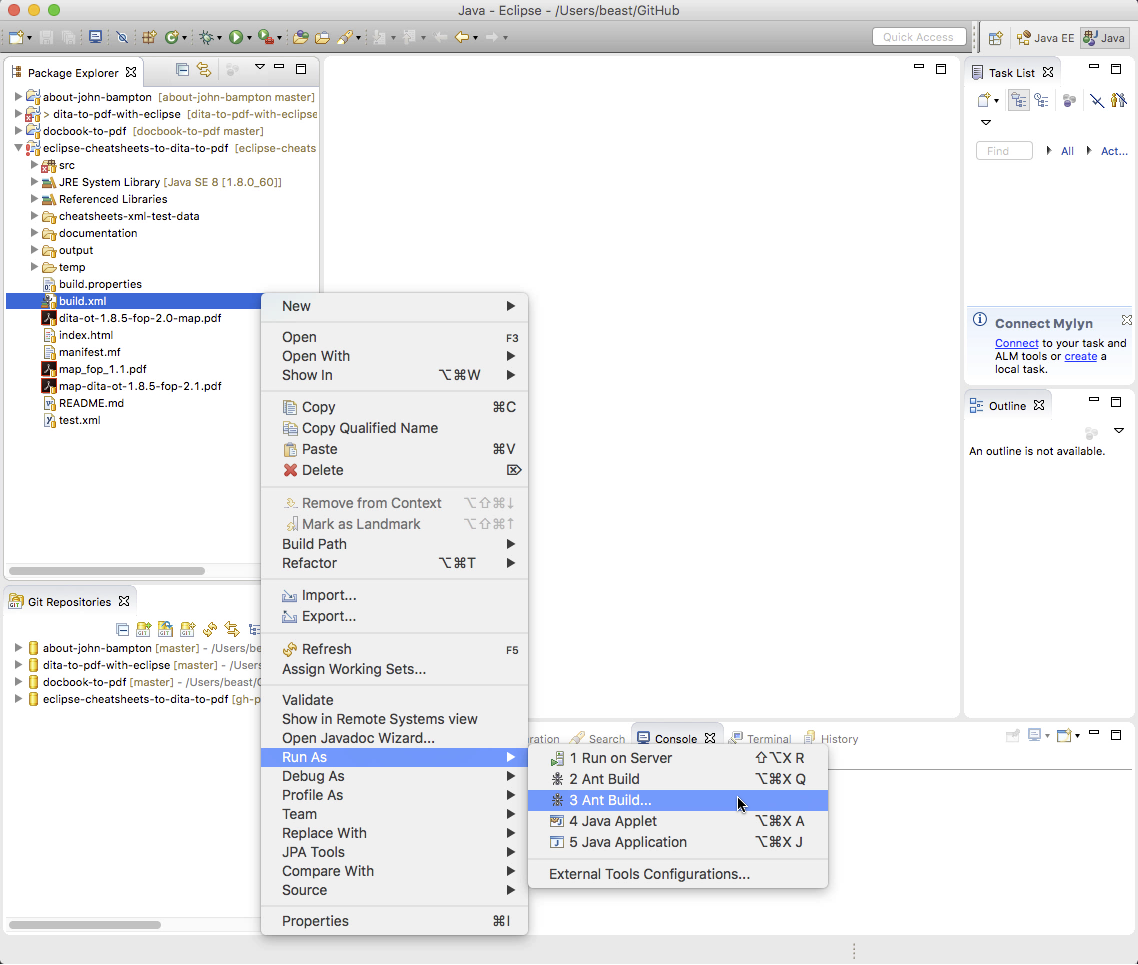 Java - Eclipse - /Users/beast/GitHub
Quick Access
Java EE
Java
Package Explorer
about-john-bampton [about-john-bampton master]
> dita-to-pdf-with-eclipse [dita-to-pdf-with-eclipse
docbook-to-pdf [docbook-to-pdf master]
eclipse-cheatsheets-to-dita-to-pdf [eclipse-cheats
src
JRE System Library [Java SE 8 [1.8.0_60]]
Referenced Libraries
cheatsheets-xml-test-data
documentation
output
temp
build.properties
build.xml
dita-ot-1.8.5-fop-2.0-map.pdf
index.html
manifest.mf
map_fop_1.1.pdf
map-dita-ot-1.8.5-fop-2.1.pdf
README.md
test.xml
Git Repositories
about-john-bampton [master] - /Users/be
dita-to-pdf-with-eclipse [master] - /Users
docbook-to-pdf [master] - /Users/beast/G
eclipse-cheatsheets-to-dita-to-pdf [gh-p
New
Open F3
Open With
Show In ⌥⌘W
Copy ⌘C
Copy Qualified Name
Paste ⌘V
Delete ⌦
Remove from Context ⌥⇧⌘↓
Mark as Landmark ⌥⇧⌘↑
Build Path
Refactor ⌥⌘T
Import...
Export...
Refresh F5
Assign Working Sets...
Validate
Show in Remote Systems view
Open Javadoc Wizard...
Run As
Debug As
Profile As
Team
Replace With
JPA Tools
Compare With
Source
Properties ⌘I
ration
Search
Console
Terminal
History
1 Run on Server ⇧⌥X R
2 Ant Build ⌥⌘X Q
3 Ant Build...
4 Java Applet ⌥⌘X A
5 Java Application ⌥⌘X J
External Tools Configurations...
Task List
Find
All
Act...
Connect Mylyn
Connect to your task and
ALM tools or create a
local task.
Outline
An outline is not available.